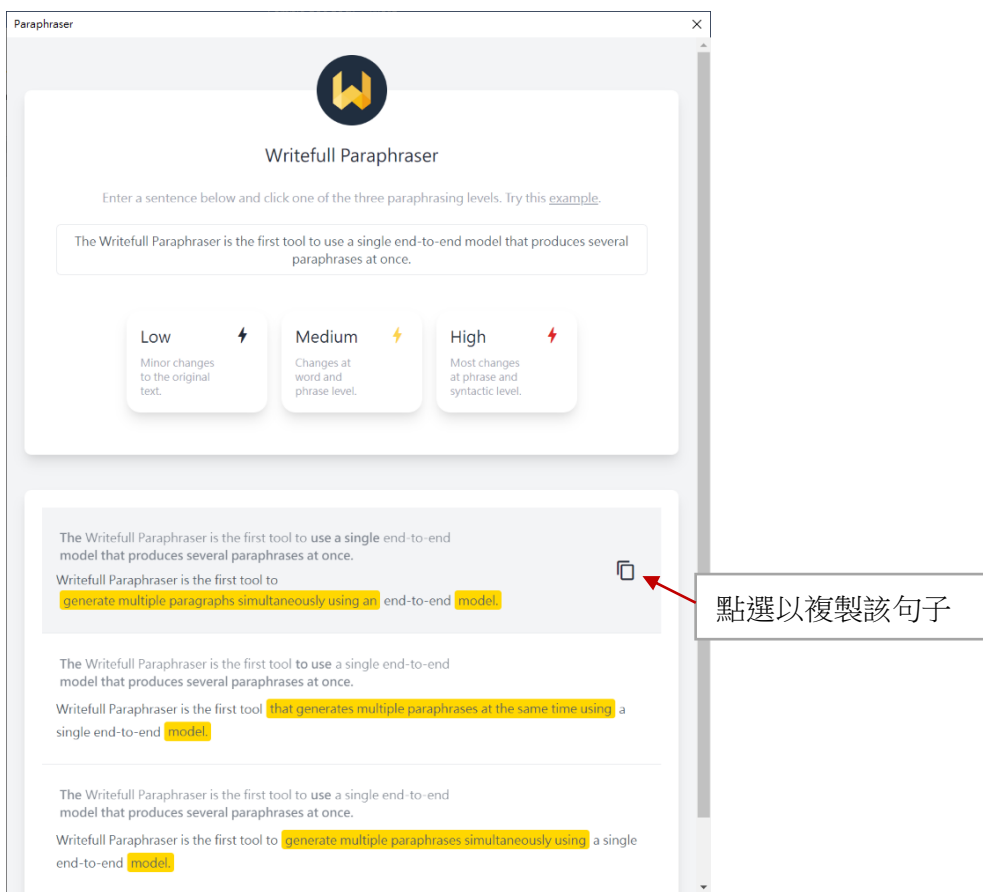 Paraphraser
Writefull Paraphraser
Enter a sentence below and click one of the three paraphrasing levels. Try this example.
The Writefull Paraphraser is the first tool to use a single end-to-end model that produces several
paraphrases at once.
Low
Minor changes
to the original
text.
Medium
Changes at
word and
phrase level.
High
Most changes
at phrase and
syntactic level.
The Writefull Paraphraser is the first tool to use a single end-to-end
model that produces several paraphrases at once.
Writefull Paraphraser is the first tool to
generate multiple paragraphs simultaneously using an end-to-end model.
點選以複製該句子
The Writefull Paraphraser is the first tool to use a single end-to-end
model that produces several paraphrases at once.
Writefull Paraphraser is the first tool that generates multiple paraphrases at the same time using a
single end-to-end model.
The Writefull Paraphraser is the first tool to use a single end-to-end
model that produces several paraphrases at once.
Writefull Paraphraser is the first tool to generate multiple paraphrases simultaneously using a single
end-to-end model.